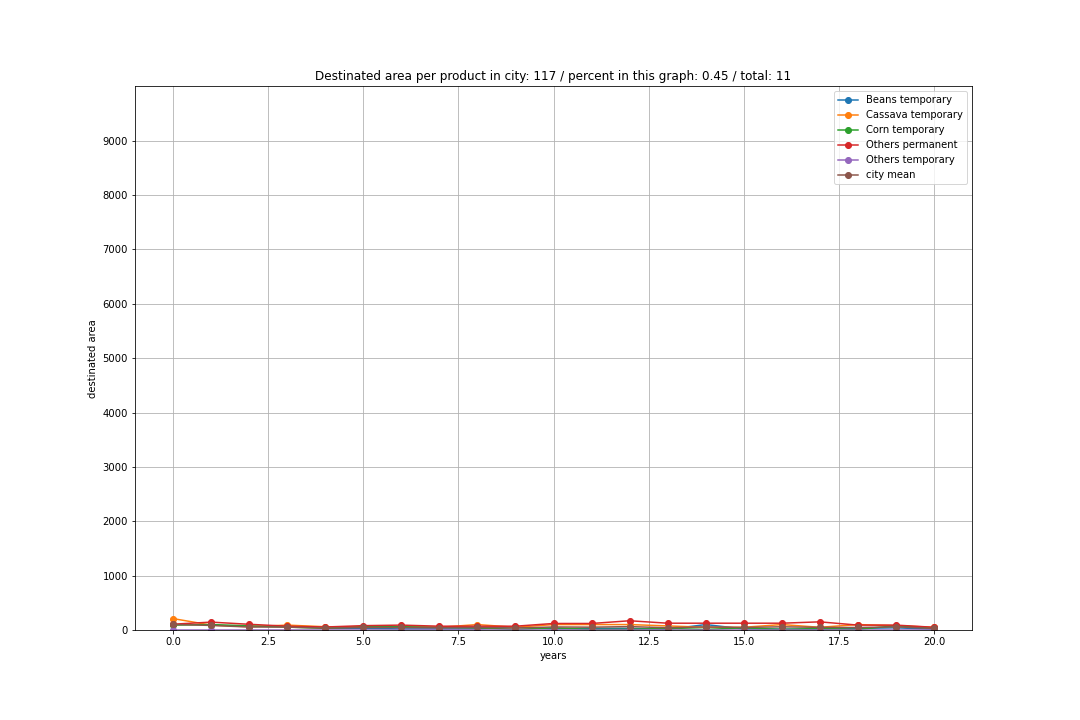 Destinated area per product in city: 117 / percent in this graph: 0.45 / total: 11
Beans temporary
Cassava temporary
Corn temporary
Others permanent
Others temporary
city mean
9000
8000
7000
6000
5000
4000
3000
2000
1000
0
destinated area
0.0 2.5 5.0 7.5 10.0 12.5 15.0 17.5 20.0
years